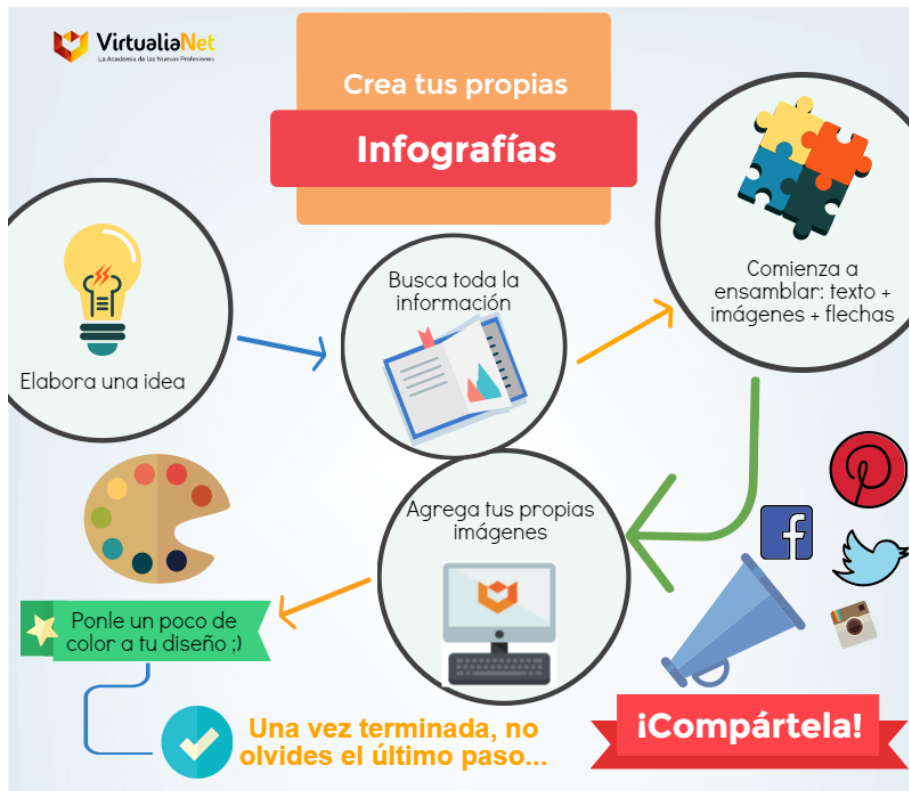 VirtualiaNet
La Academia de las Nuevas Profesiones
Crea tus propias
Infografías
Elabora una idea
Busca toda la
información
Comienza a
ensamblar: texto +
imágenes + flechas
Agrega tus propias
imágenes
Ponle un poco de
color a tu diseño ;)
Una vez terminada, no
olvides el último paso...
¡Compártela!